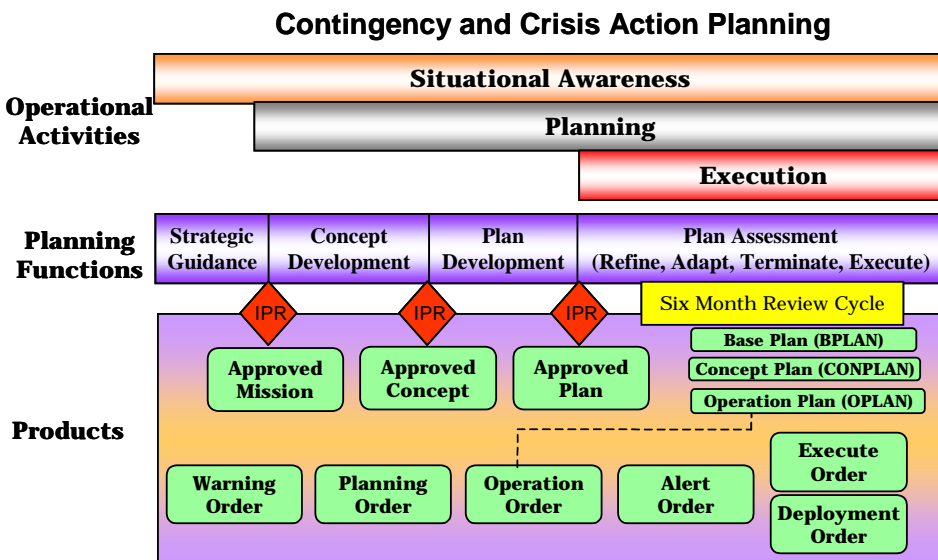 Contingency and Crisis Action Planning
Situational Awareness
Operational
Activities
Planning
Execution
Planning
Functions
Strategic
Guidance
Concept
Development
Plan
Development
Plan Assessment
(Refine, Adapt, Terminate, Execute)
IPR
IPR
IPR
Six Month Review Cycle
Products
Approved
Mission
Approved
Concept
Approved
Plan
Base Plan (BPLAN)
Concept Plan (CONPLAN)
Operation Plan (OPLAN)
Warning
Order
Planning
Order
Operation
Order
Alert
Order
Execute
Order
Deployment
Order